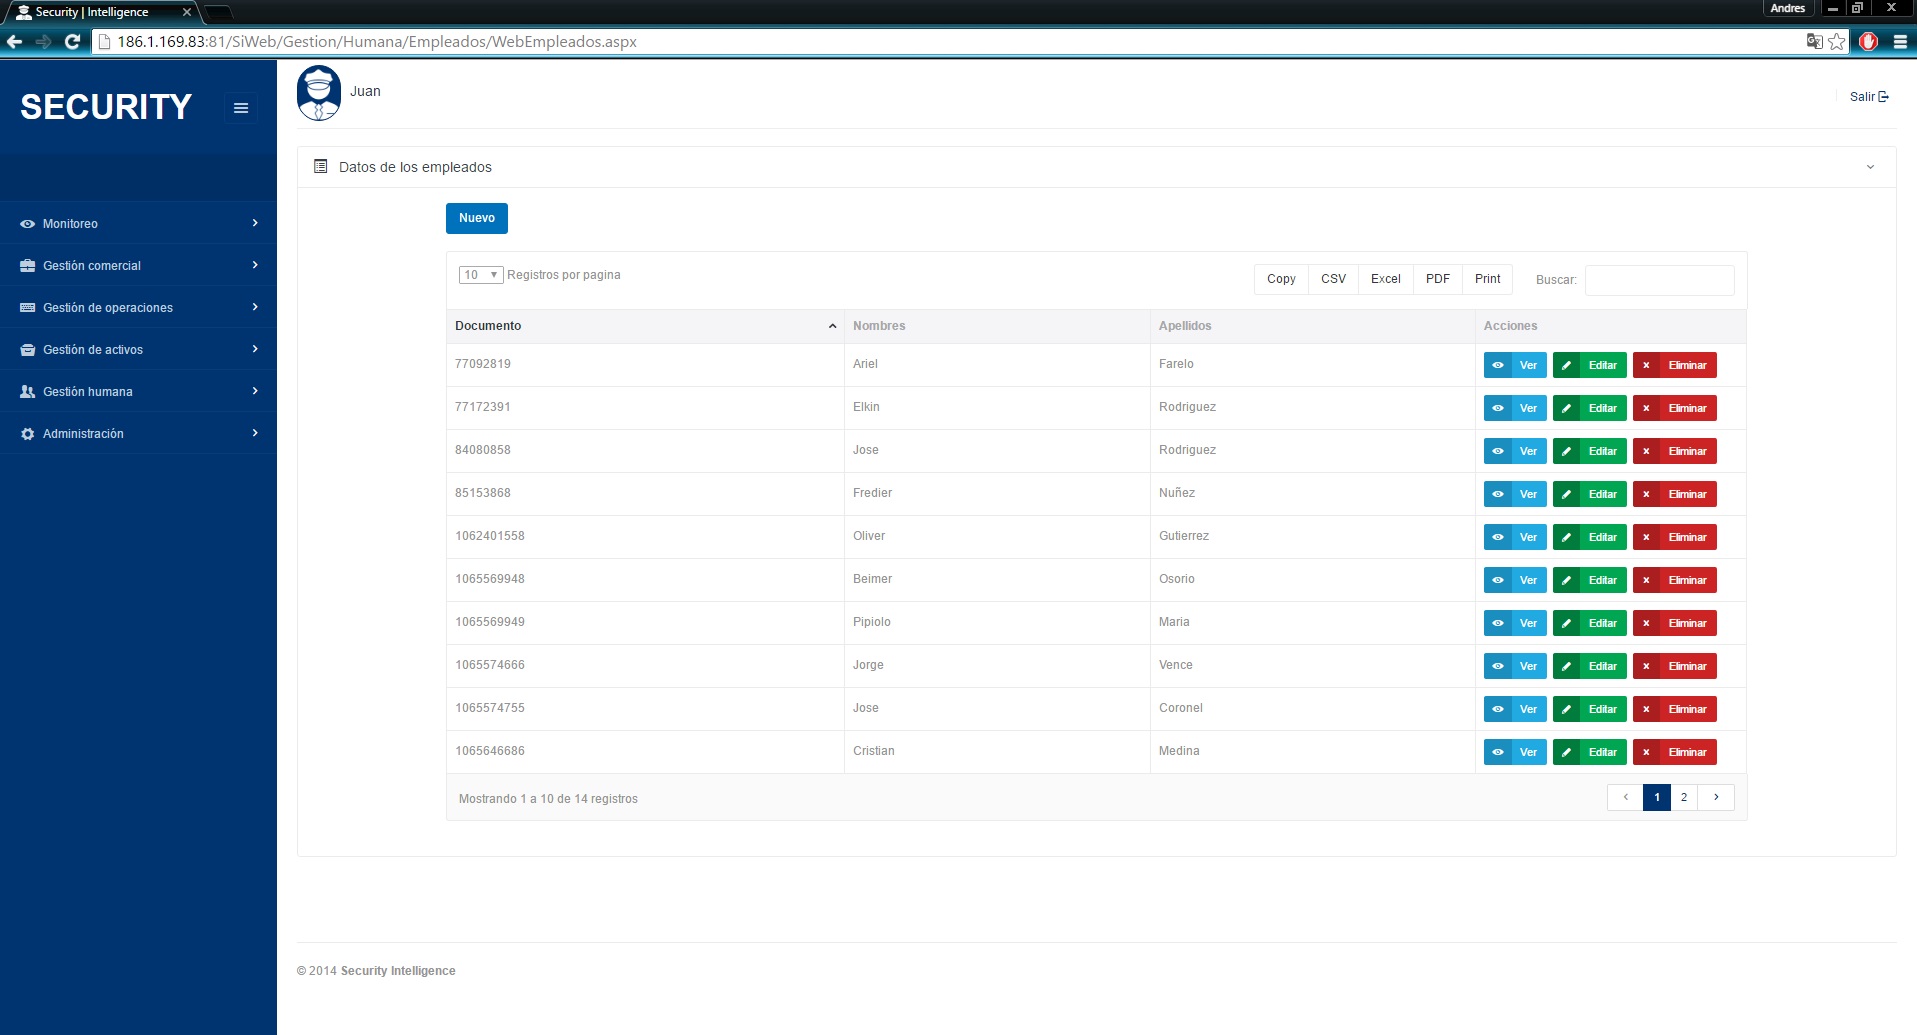 Security | Intelligence
Andres
186.1.169.83:81/SiWeb/Gestion/Humana/Empleados/WebEmpleados.aspx
SECURITY
Juan
Salir
Monitoreo
Gestión comercial
Gestión de operaciones
Gestión de activos
Gestión humana
Administración
Datos de los empleados
Nuevo
10 Registros por pagina
Copy CSV Excel PDF Print Buscar:
Documento Nombres Apellidos Acciones
77092819 Ariel Farelo Ver Editar Eliminar
77172391 Elkin Rodriguez Ver Editar Eliminar
84080858 Jose Rodriguez Ver Editar Eliminar
85153868 Fredier Nuñez Ver Editar Eliminar
1062401558 Oliver Gutierrez Ver Editar Eliminar
1065569948 Beimer Osorio Ver Editar Eliminar
1065569949 Pipiolo Maria Ver Editar Eliminar
1065574666 Jorge Vence Ver Editar Eliminar
1065574755 Jose Coronel Ver Editar Eliminar
1065646686 Cristian Medina Ver Editar Eliminar
Mostrando 1 a 10 de 14 registros
1 2
© 2014 Security Intelligence